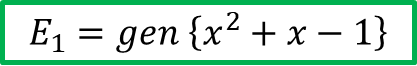 E₁ = gen {x² + x − 1}